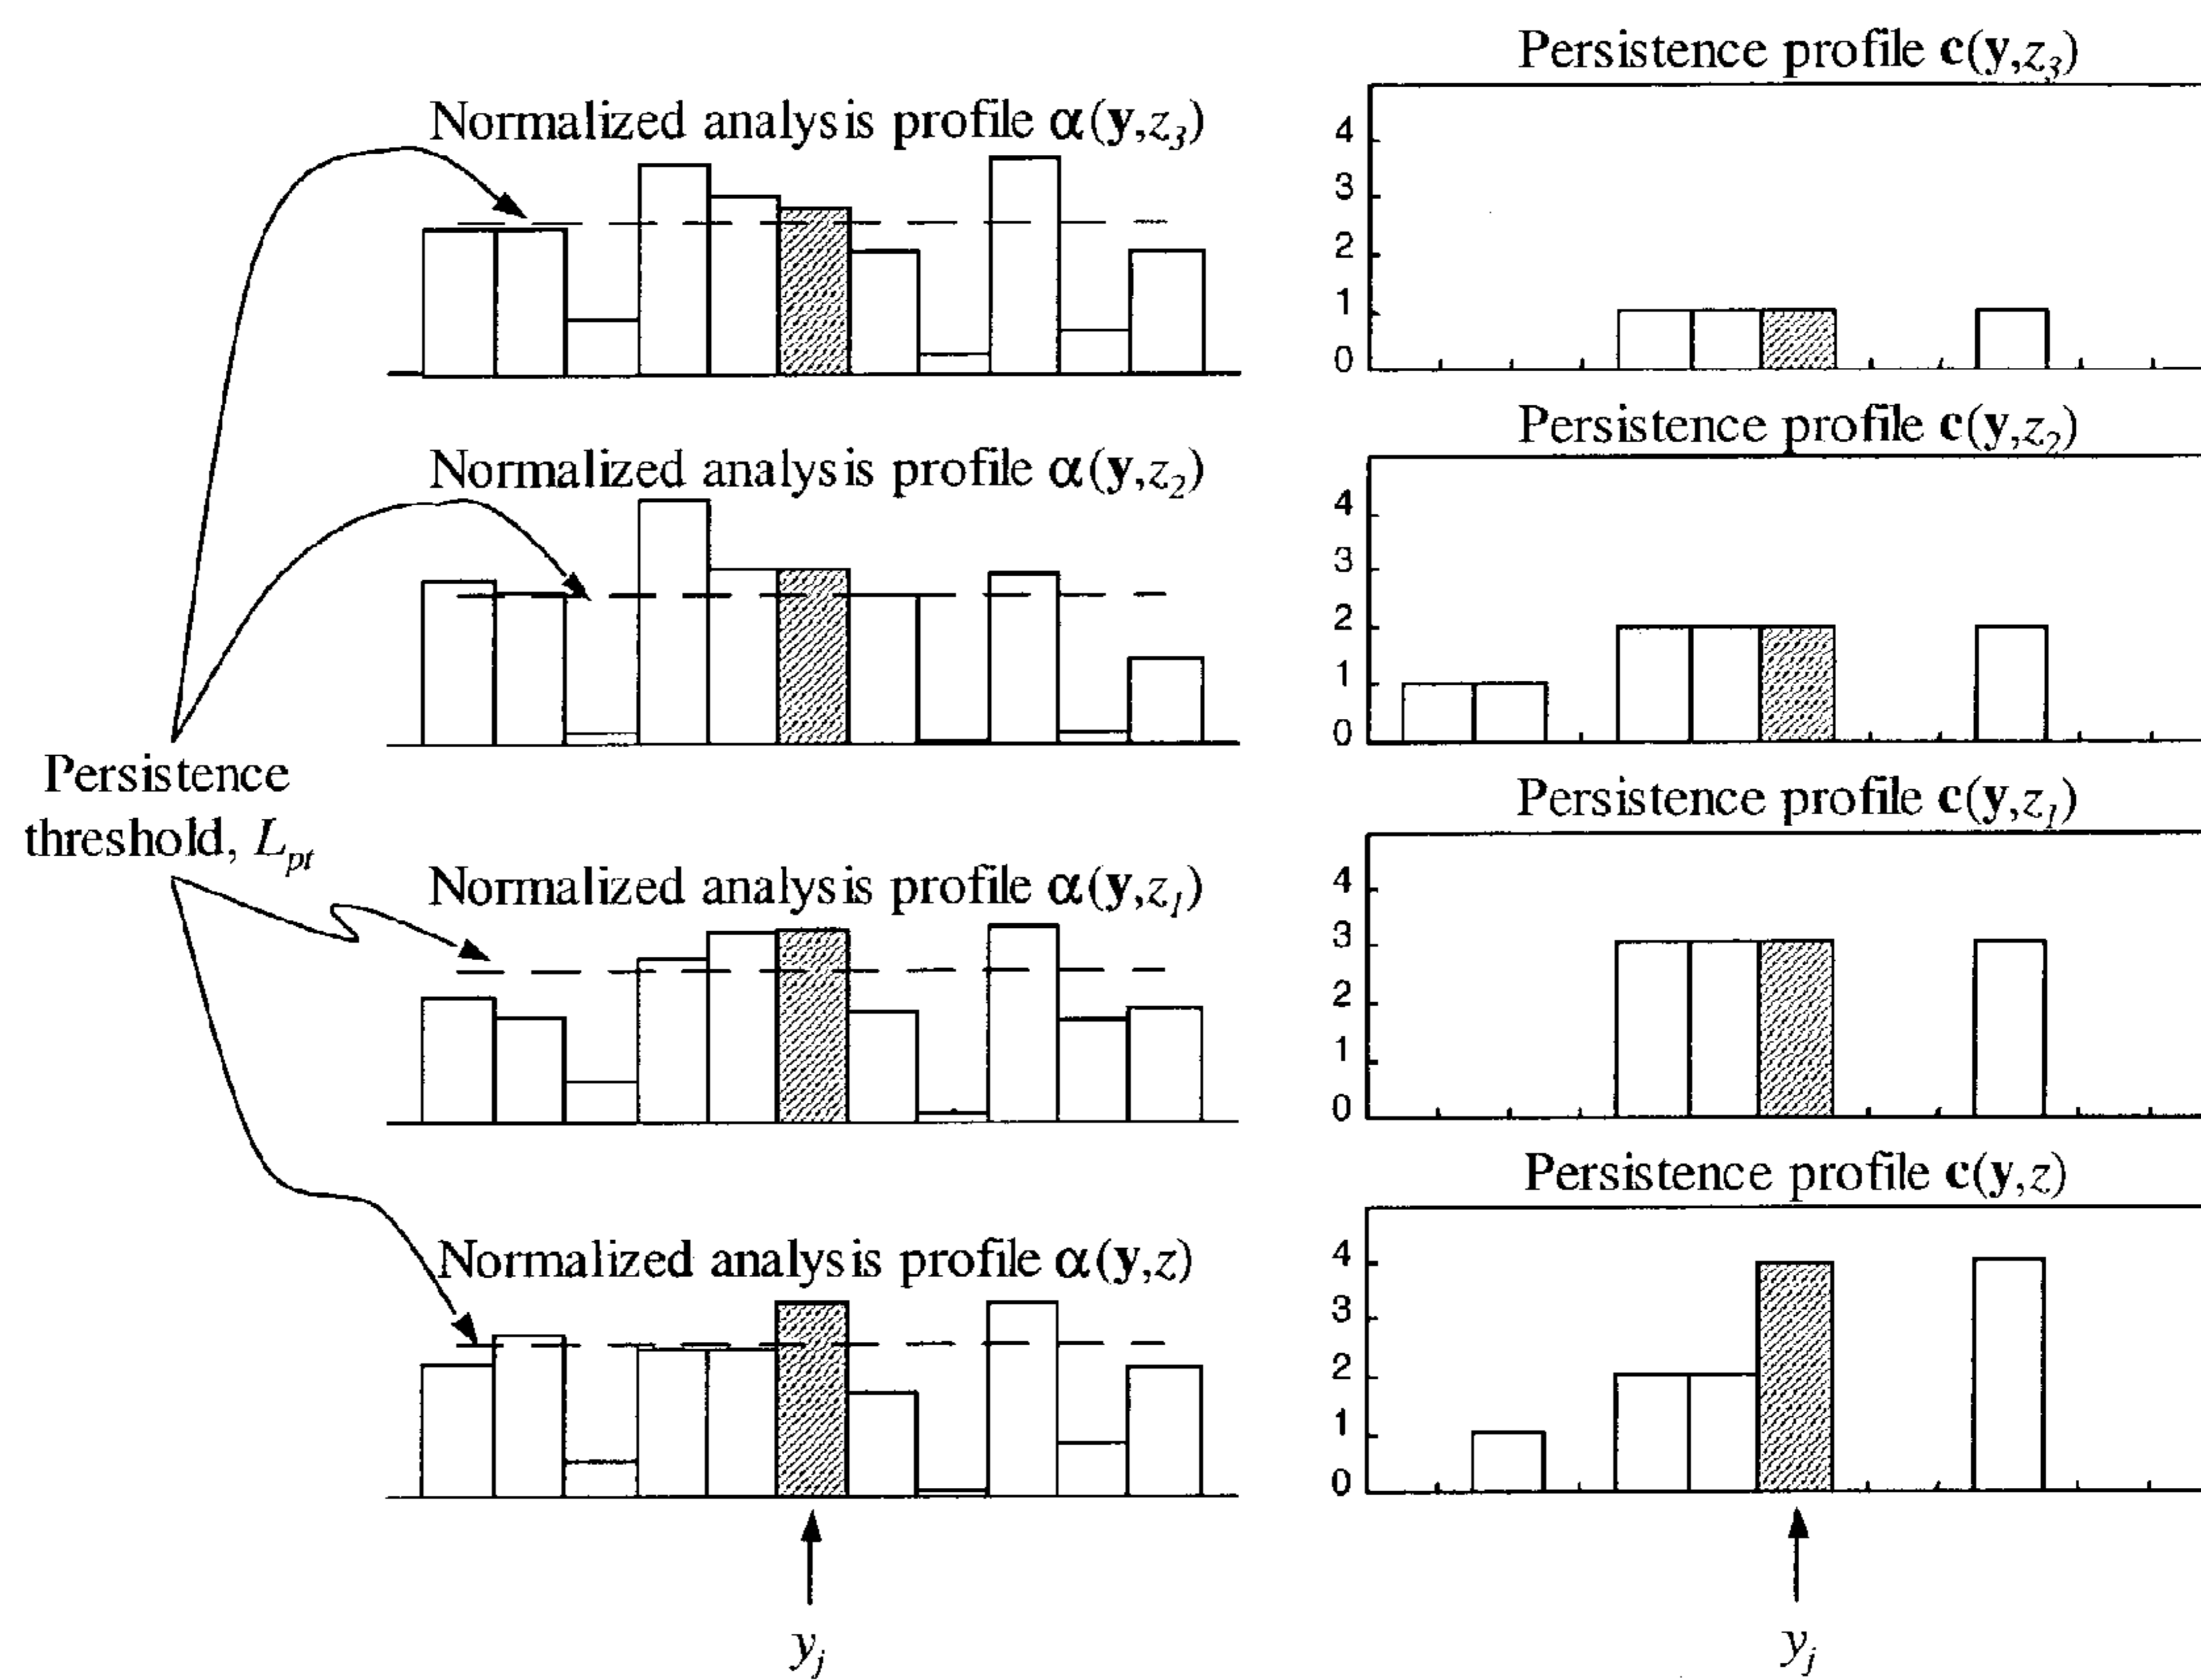 Persistence profile c(y,z3)
Normalized analysis profile α(y,z3)
4
3
2
1
0
Persistence profile c(y,z2)
Normalized analysis profile α(y,z2)
4
3
2
1
0
Persistence
threshold, Lpt
Persistence profile c(y,z1)
Normalized analysis profile α(y,z1)
4
3
2
1
0
Persistence profile c(y,z)
Normalized analysis profile α(y,z)
4
3
2
1
0
yj
yj